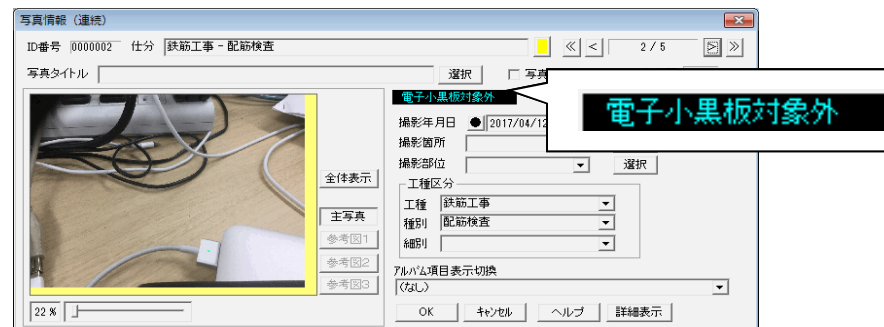 写真情報（連続）
ID番号 0000002 仕分 鉄筋工事 - 配筋検査 ≪ < 2 / 5 > ≫
写真タイトル 選択 写真
電子小黒板対象外
電子小黒板対象外
撮影年月日 ● 2017/04/12
撮影箇所
撮影部位 選択
全体表示
工種区分
工種 鉄筋工事
主写真
種別 配筋検査
参考図1
細別
参考図2
アルバム項目表示切換
参考図3
(なし)
22 %
OK キャンセル ヘルプ 詳細表示